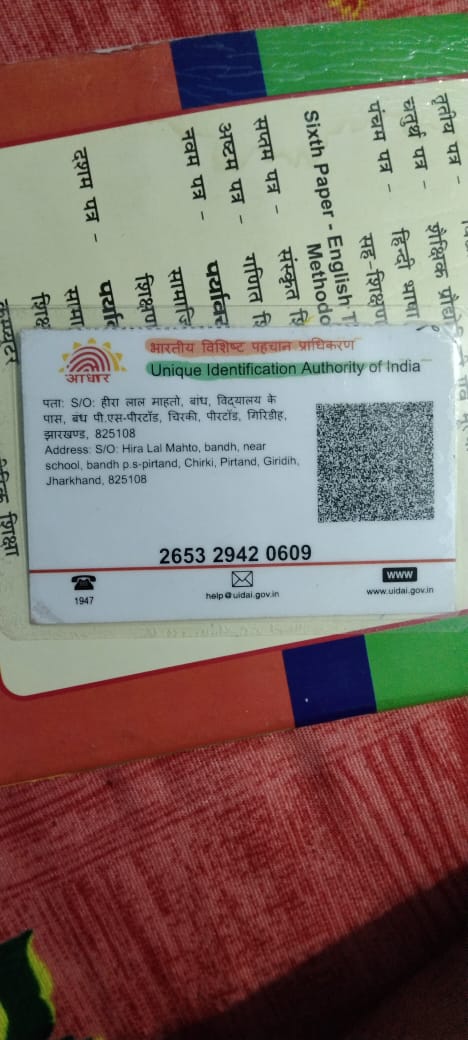 तृतीय पत्र -
चतुर्थ पत्र -
पंचम पत्र - हिन्दी भाषा
Sixth Paper - English
सप्तम पत्र - संस्कृत
अष्टम पत्र - गणित
नवम पत्र -
दशम पत्र -
आधार
भारतीय विशिष्ट पहचान प्राधिकरण
Unique Identification Authority of India
पता: S/O: हीरा लाल माहतो, बांध, विद्यालय के
पास, बंध पी.एस-पीरटाँड, चिरकी, पीरटाँड, गिरिडीह,
झारखण्ड, 825108
Address: S/O: Hira Lal Mahto, bandh, near
school, bandh p.s-pirtand, Chirki, Pirtand, Giridih,
Jharkhand, 825108
2653 2942 0609
1947
help@uidai.gov.in
www
www.uidai.gov.in